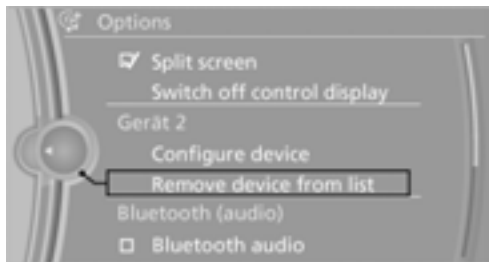 Options
Split screen
Switch off control display
Gerät 2
Configure device
Remove device from list
Bluetooth (audio)
Bluetooth audio